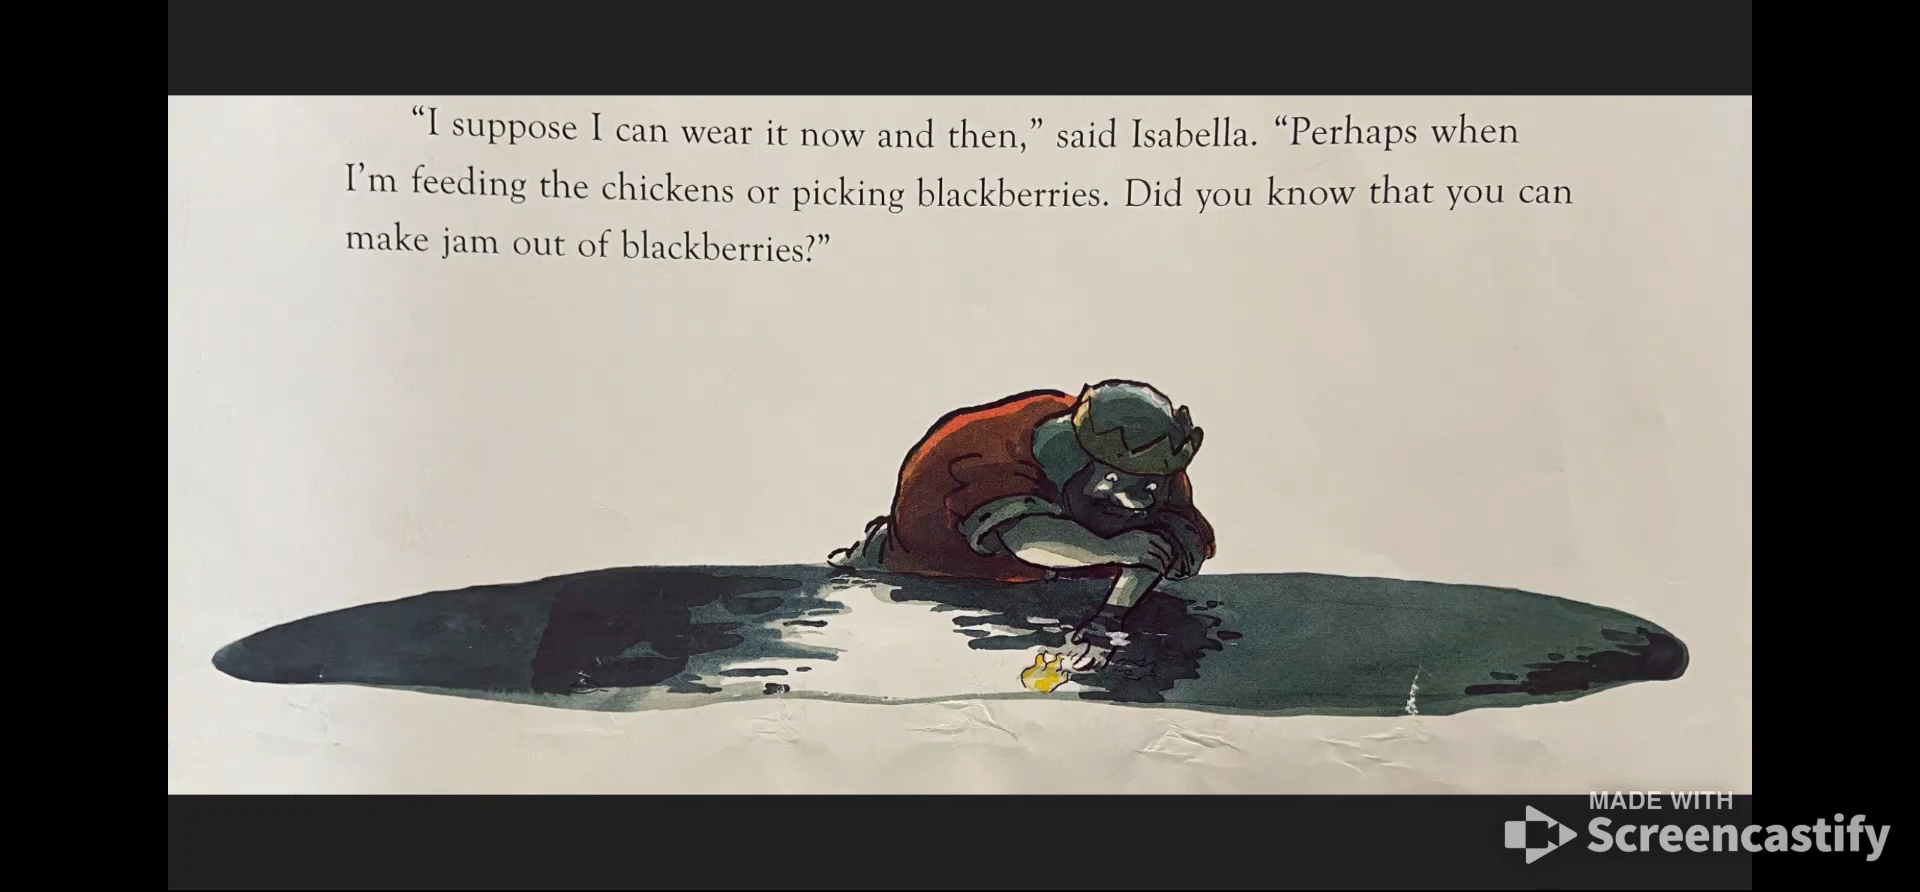 “I suppose I can wear it now and then,” said Isabella. “Perhaps when
I’m feeding the chickens or picking blackberries. Did you know that you can
make jam out of blackberries?”
MADE WITH
Screencastify